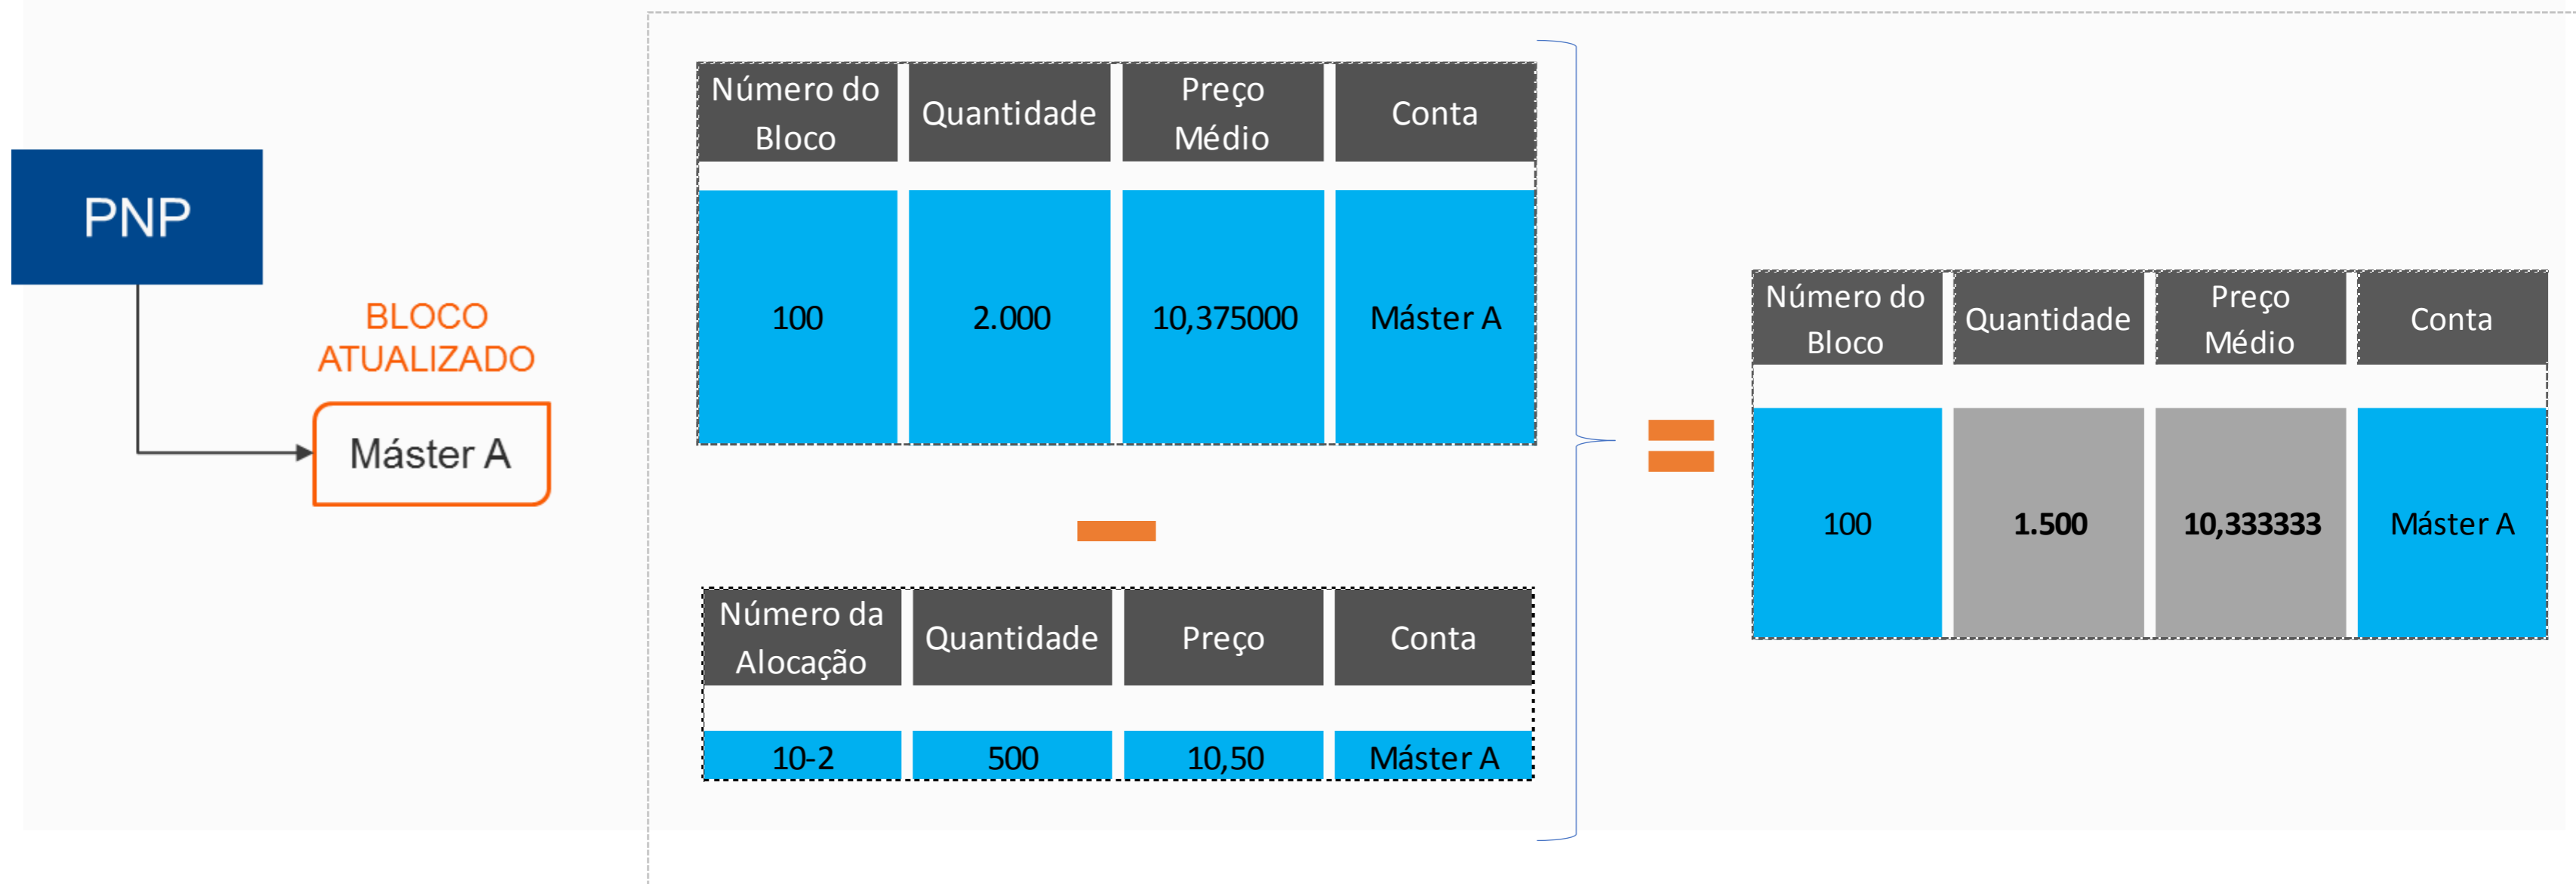 PNP
BLOCO
ATUALIZADO
Máster A
Número do
Bloco
Quantidade
Preço
Médio
Conta
100
2.000
10,375000
Máster A
Número da
Alocação
Quantidade
Preço
Conta
10-2
500
10,50
Máster A
Número do
Bloco
Quantidade
Preço
Médio
Conta
100
1.500
10,333333
Máster A